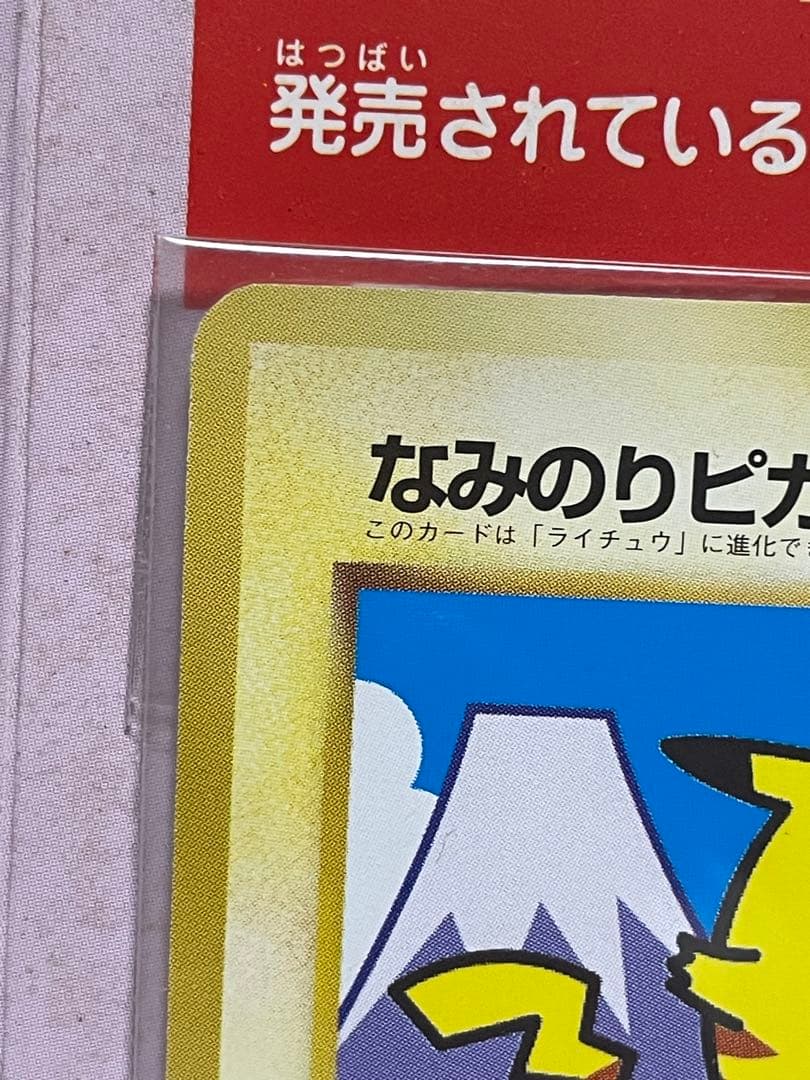 はつばい
発売されている
なみのりピカ
このカードは「ライチュウ」に進化でき